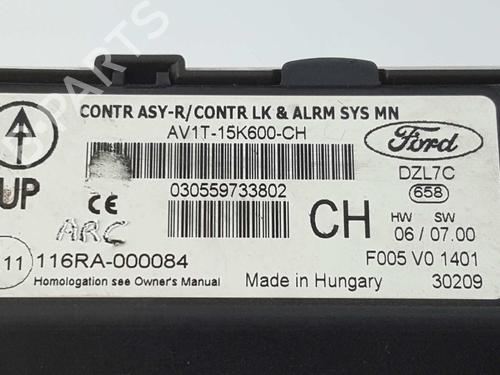 CONTR ASY-R/CONTR LK & ALRM SYS MN
AV1T-15K600-CH
Ford
DZL7C
658
UP
CE
030559733802
ARC
CH
HW SW
06 / 07.00
11
116RA-000084
F005 V0 1401
Homologation see Owner's Manual
Made in Hungary
30209
PARTS